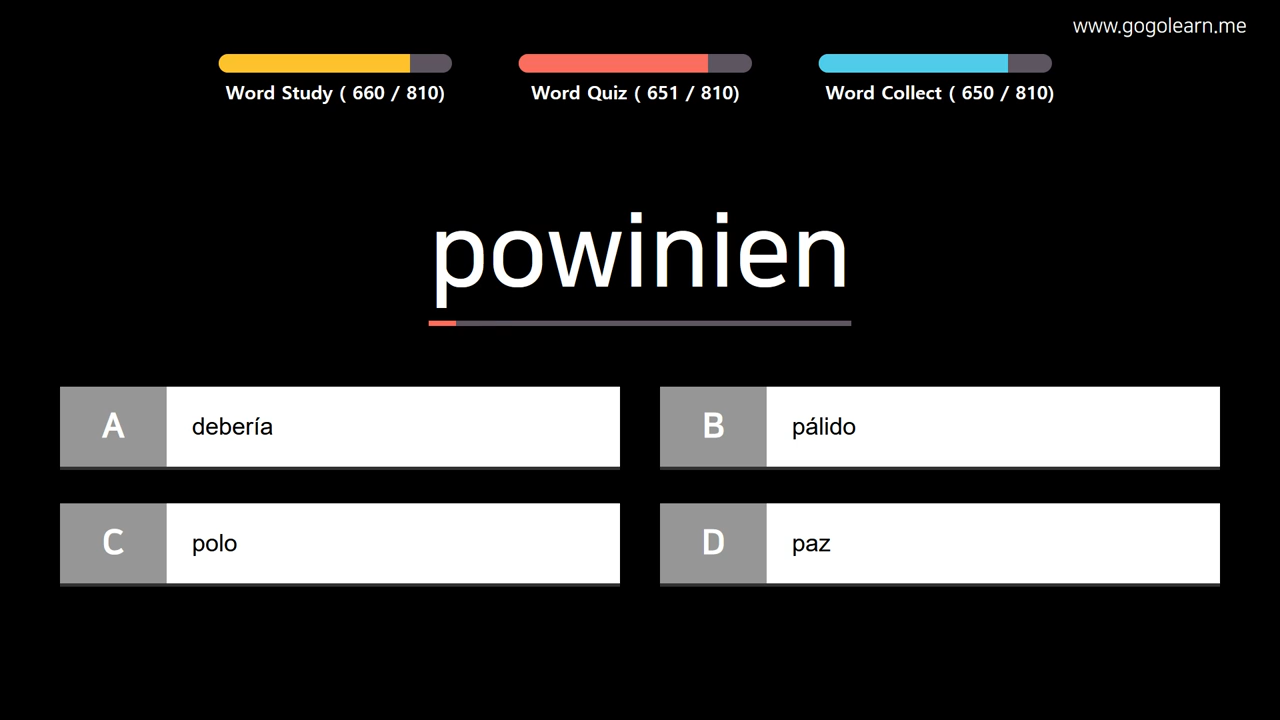 www.gogolearn.me
Word Study ( 660 / 810)
Word Quiz ( 651 / 810)
Word Collect ( 650 / 810)
powinien
A
debería
B
pálido
C
polo
D
paz